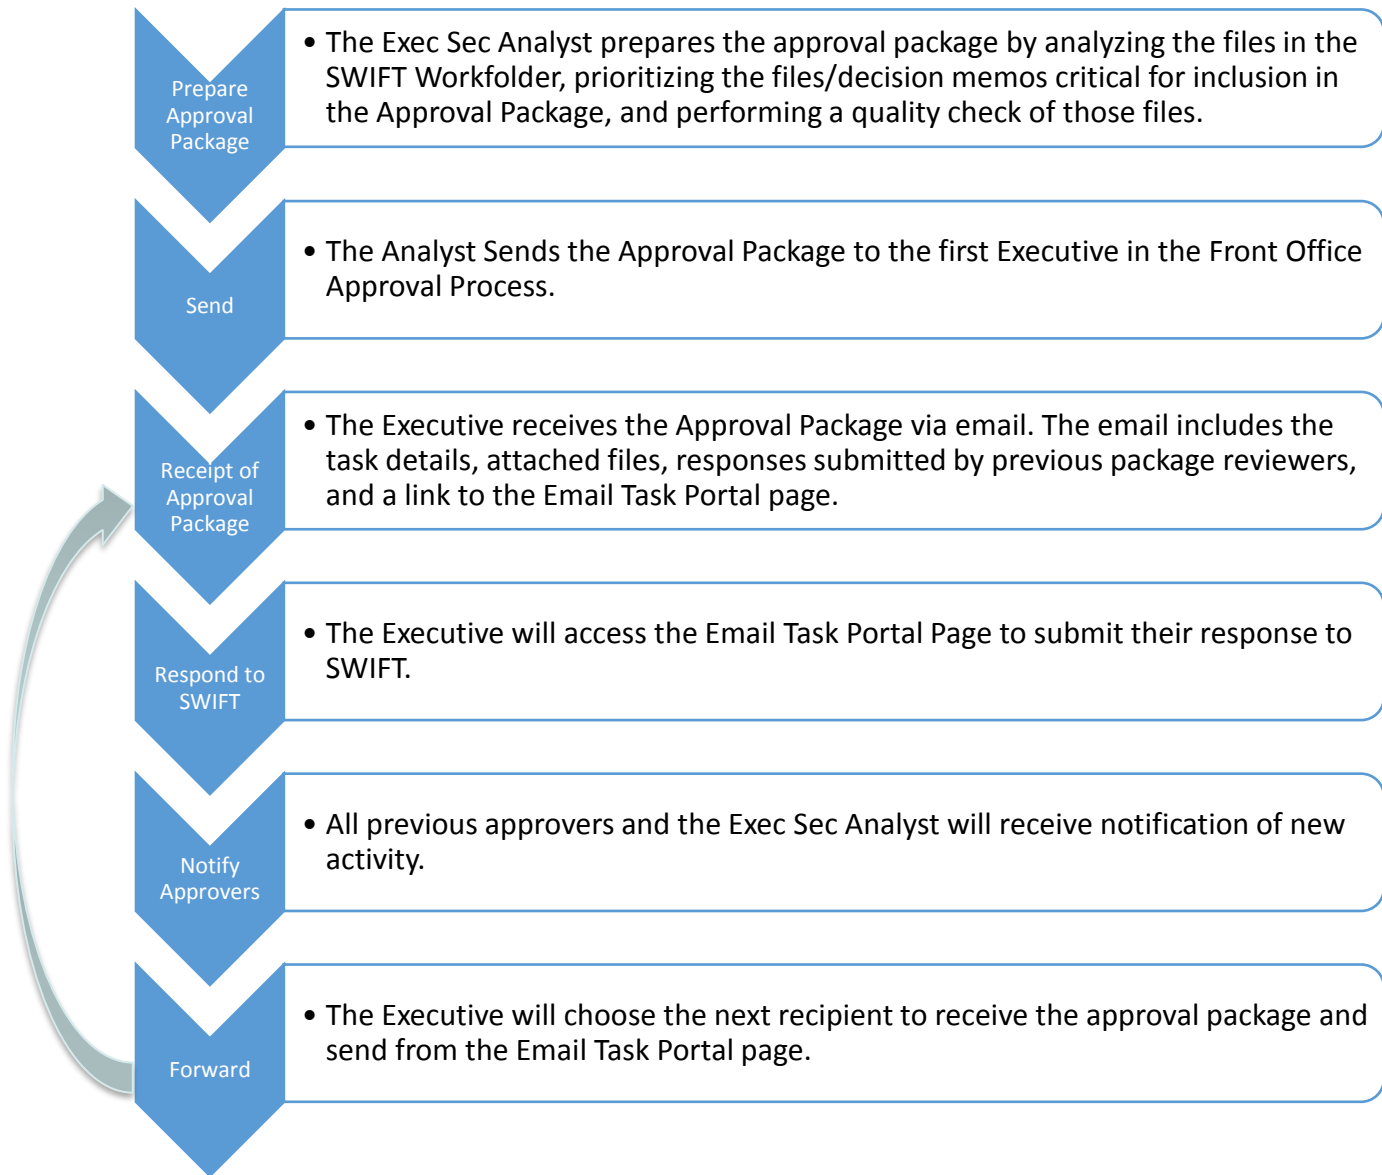 Prepare
Approval
Package
• The Exec Sec Analyst prepares the approval package by analyzing the files in the
SWIFT Workfolder, prioritizing the files/decision memos critical for inclusion in
the Approval Package, and performing a quality check of those files.
Send
• The Analyst Sends the Approval Package to the first Executive in the Front Office
Approval Process.
Receipt of
Approval
Package
• The Executive receives the Approval Package via email. The email includes the
task details, attached files, responses submitted by previous package reviewers,
and a link to the Email Task Portal page.
Respond to
SWIFT
• The Executive will access the Email Task Portal Page to submit their response to
SWIFT.
Notify
Approvers
• All previous approvers and the Exec Sec Analyst will receive notification of new
activity.
Forward
• The Executive will choose the next recipient to receive the approval package and
send from the Email Task Portal page.